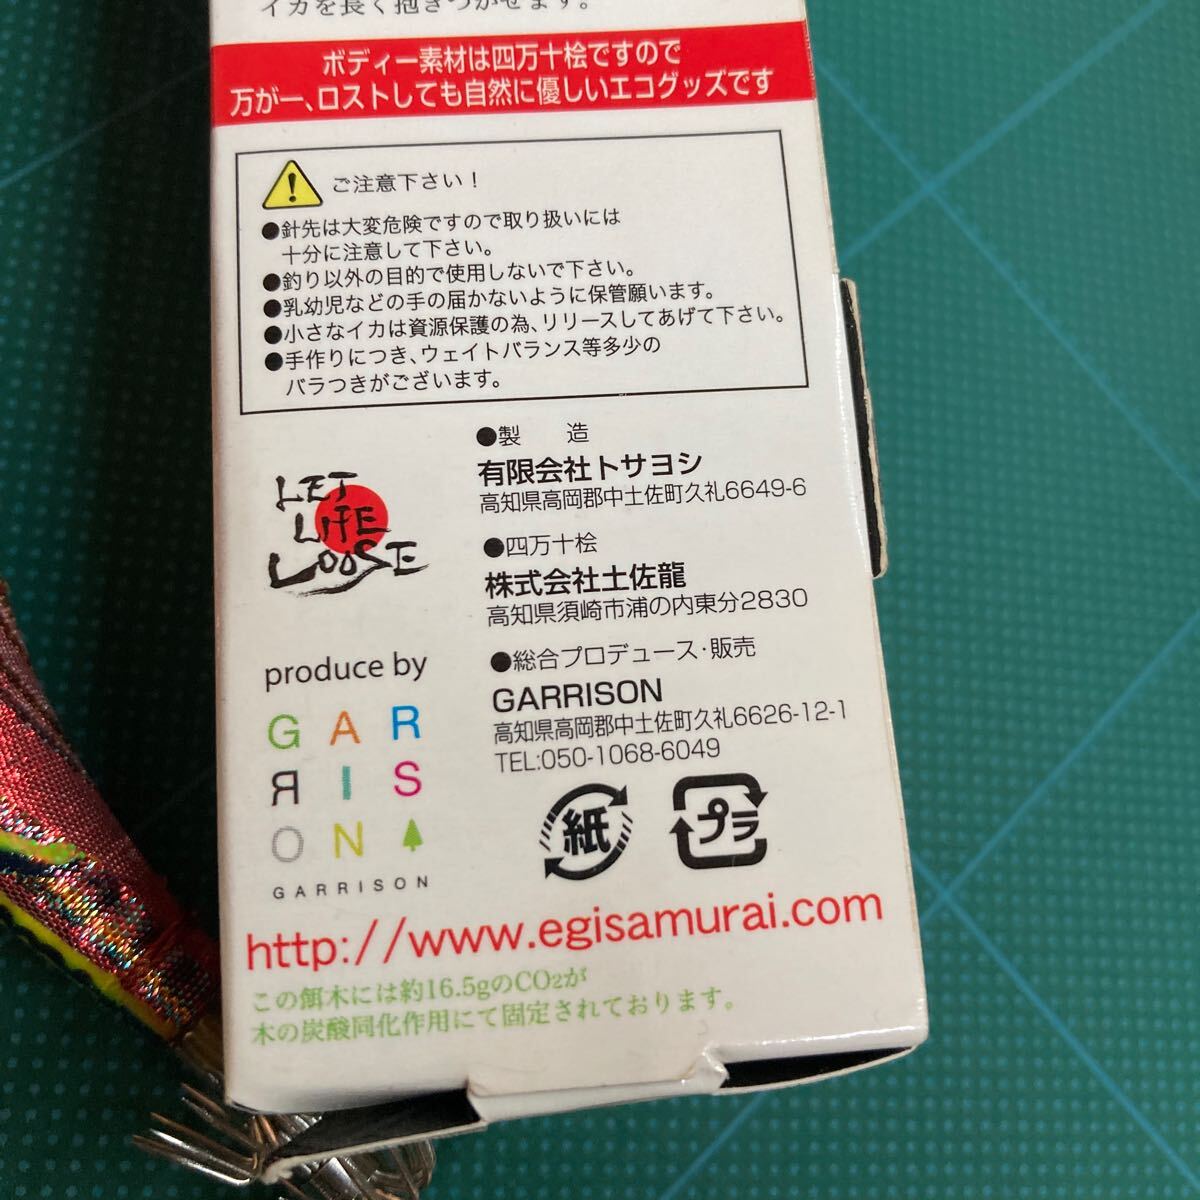 イカを長く抱きつかせます。
ボディー素材は四万十桧ですので
万が一、ロストしても自然に優しいエコグッズです
ご注意下さい！
●針先は大変危険ですので取り扱いには
十分に注意して下さい。
●釣り以外の目的で使用しないで下さい。
●乳幼児などの手の届かないように保管願います。
●小さなイカは資源保護の為、リリースしてあげて下さい。
●手作りにつき、ウェイトバランス等多少の
バラつきがございます。
●製　造
有限会社トサヨシ
高知県高岡郡中土佐町久礼6649-6
●四万十桧
株式会社土佐龍
高知県須崎市浦の内東分2830
●総合プロデュース・販売
GARRISON
高知県高岡郡中土佐町久礼6626-12-1
TEL:050-1068-6049
LET
LIFE
LOOSE
produce by
GAR
RIS
ON
GARRISON
紙
プラ
http://www.egisamurai.com
この餌木には約16.5gのCO2が
木の炭酸同化作用にて固定されております。